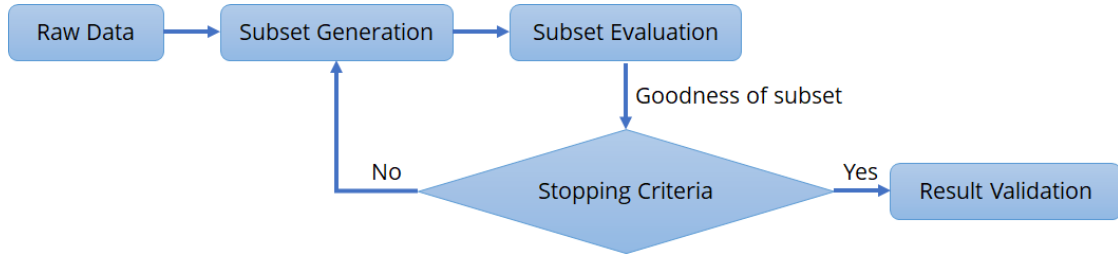 Raw Data
Subset Generation
Subset Evaluation
Goodness of subset
No
Stopping Criteria
Yes
Result Validation